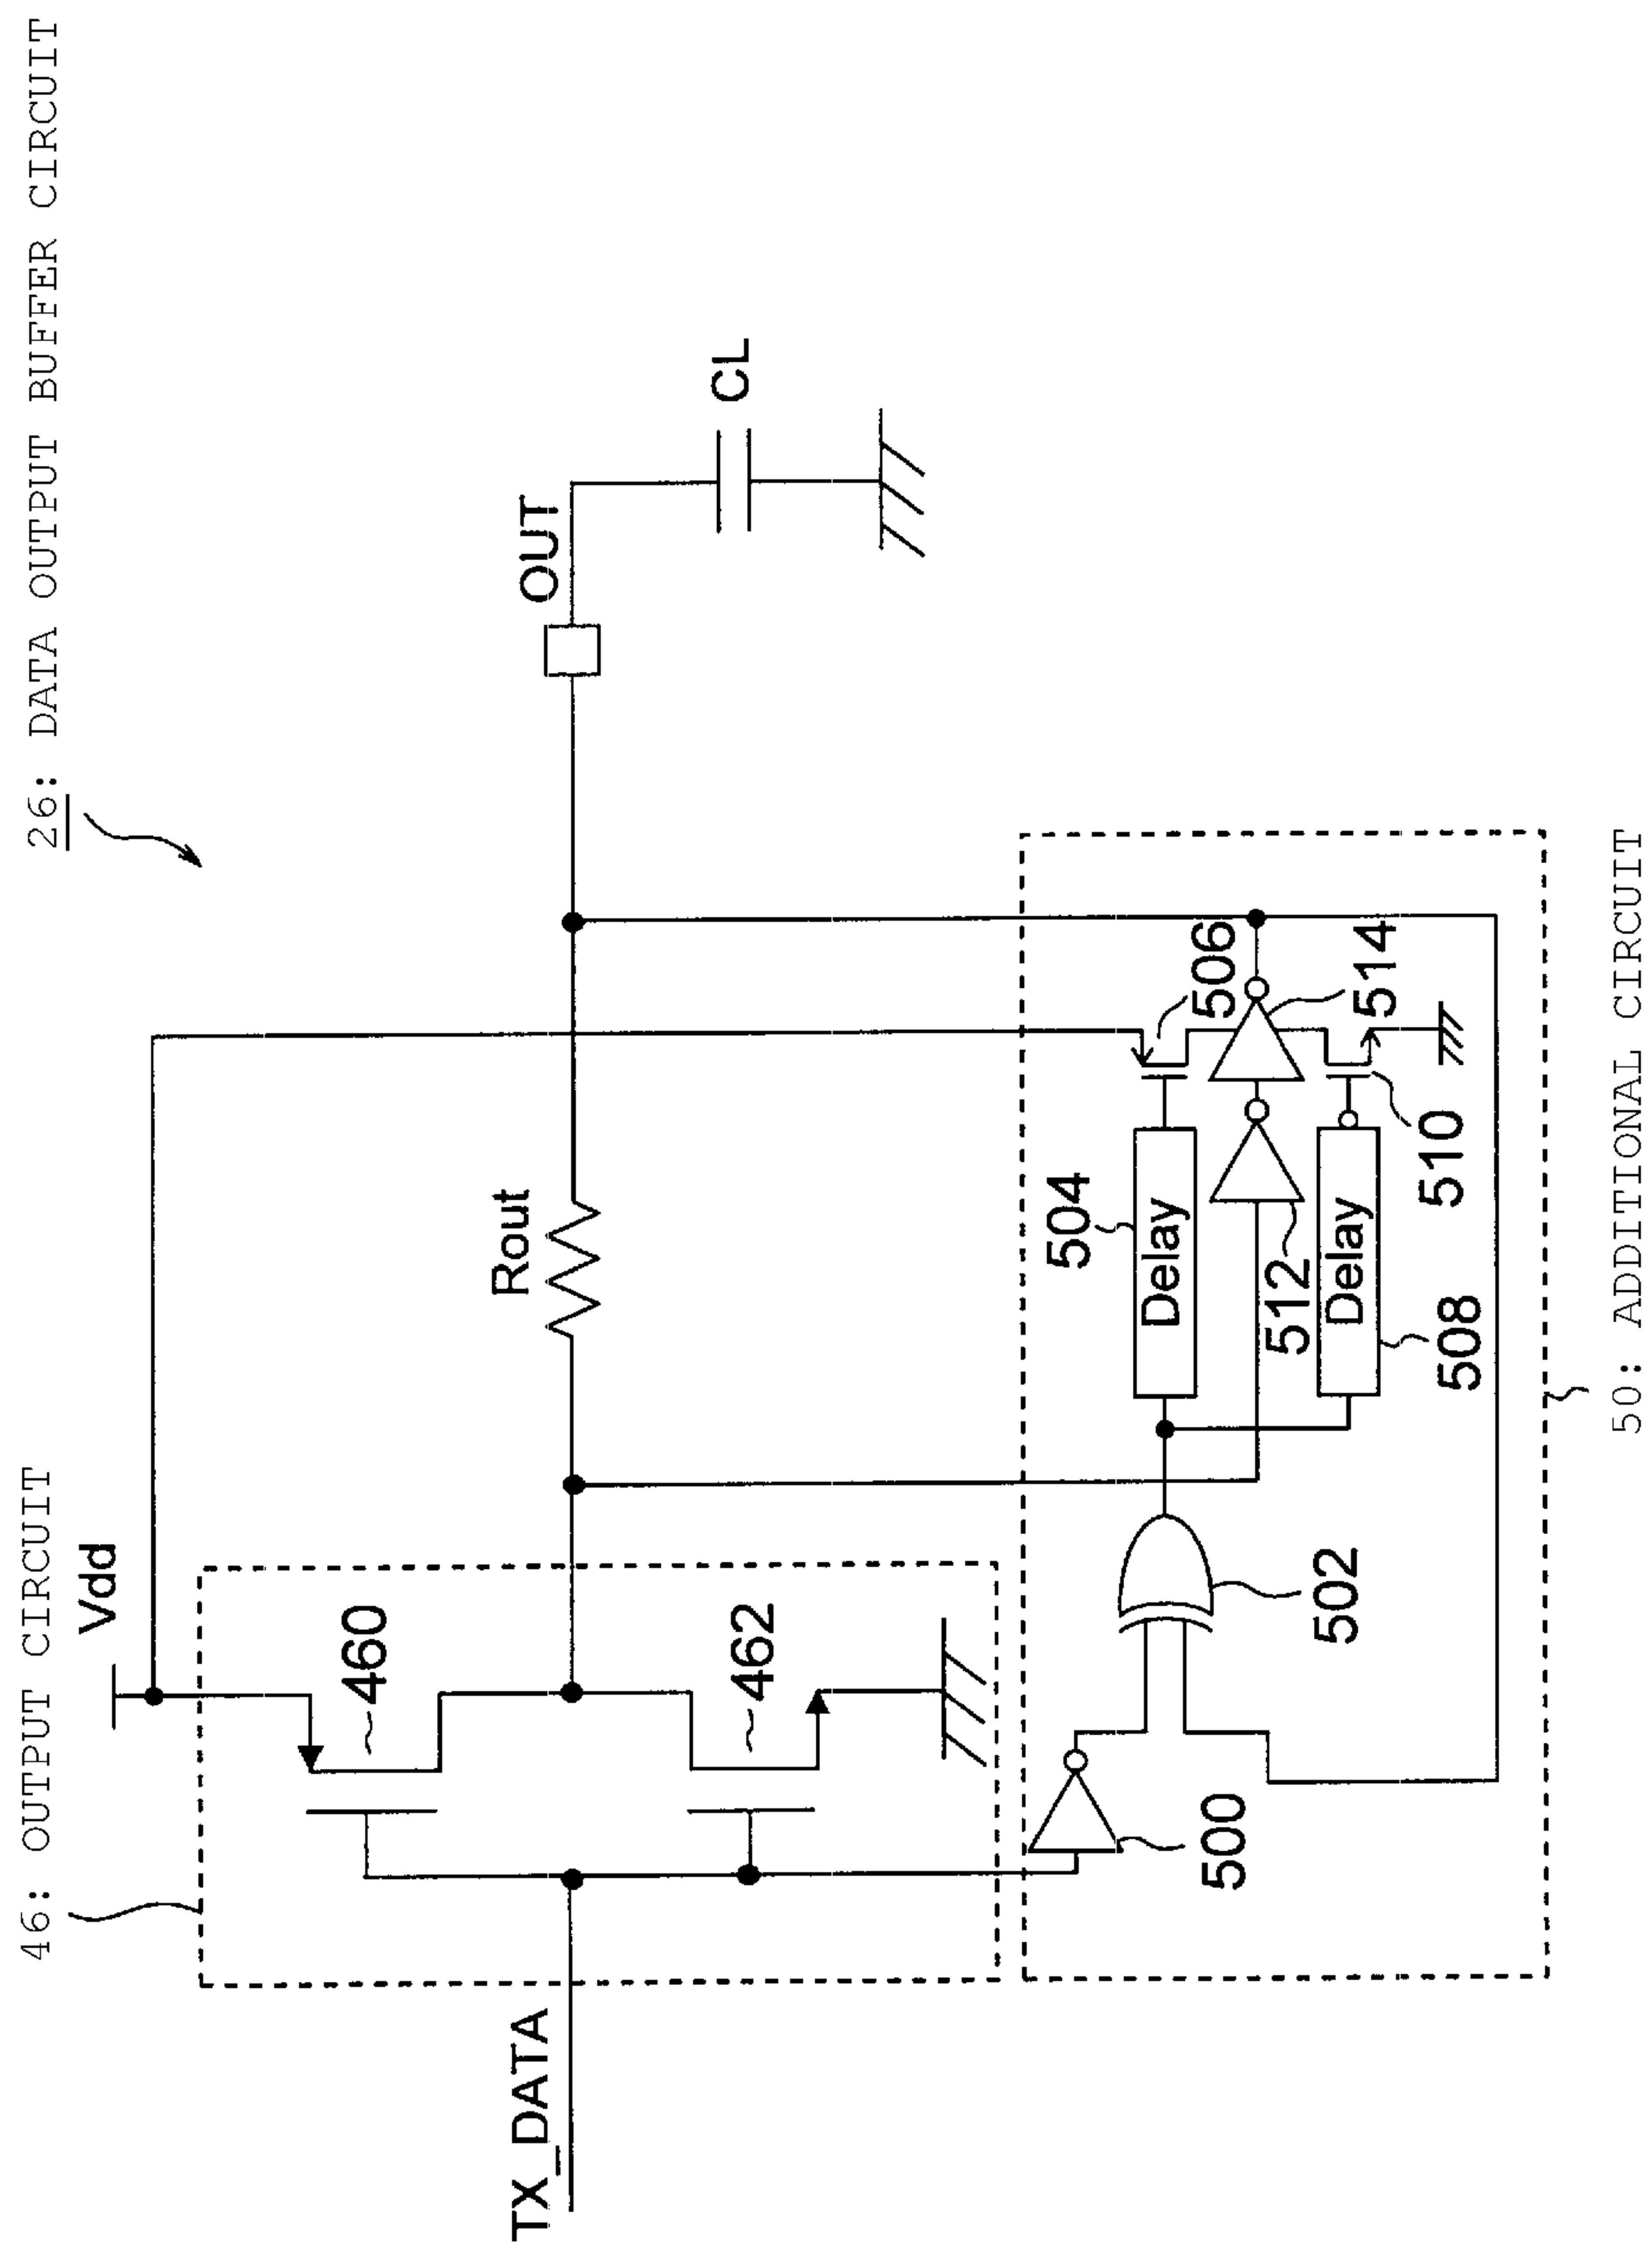 26: DATA OUTPUT BUFFER CIRCUIT
46: OUTPUT CIRCUIT
Vdd
460
462
TX_DATA
Rout
OUT
CL
500
502
504
Delay
506
512
514
Delay
508
510
50: ADDITIONAL CIRCUIT